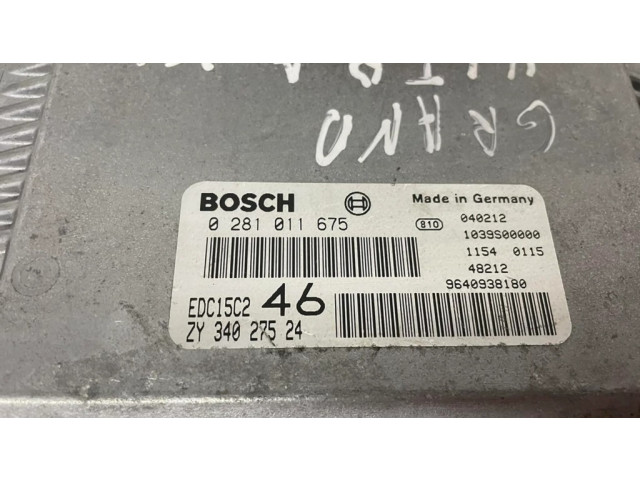 GRAND
BOSCH
Made in Germany
0 281 011 675
810
040212
1039S00000
1154 0115
48212
9640938180
EDC15C2 46
ZY 340 275 24